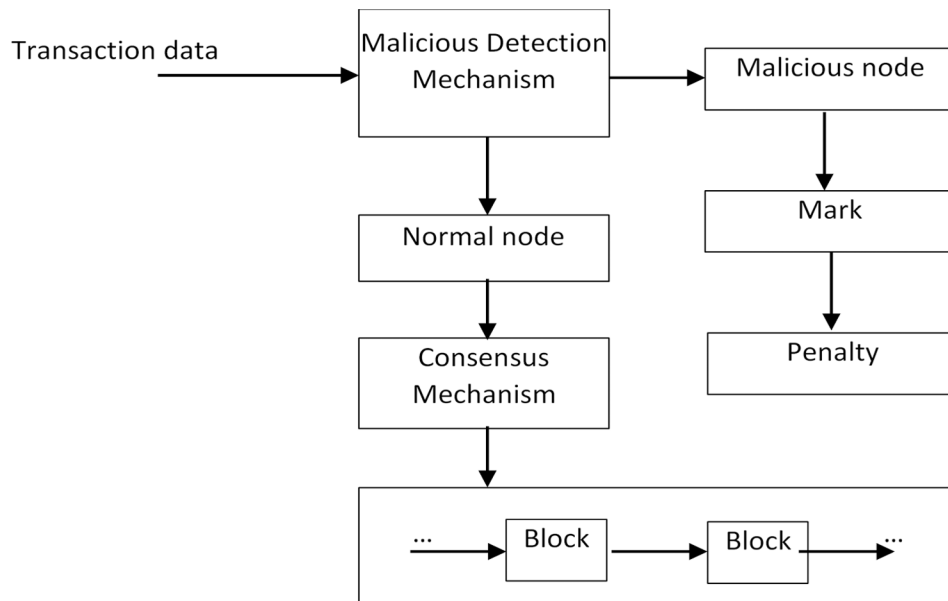 Transaction data
Malicious Detection
Mechanism
Malicious node
Normal node
Mark
Consensus
Mechanism
Penalty
...
Block
Block
...